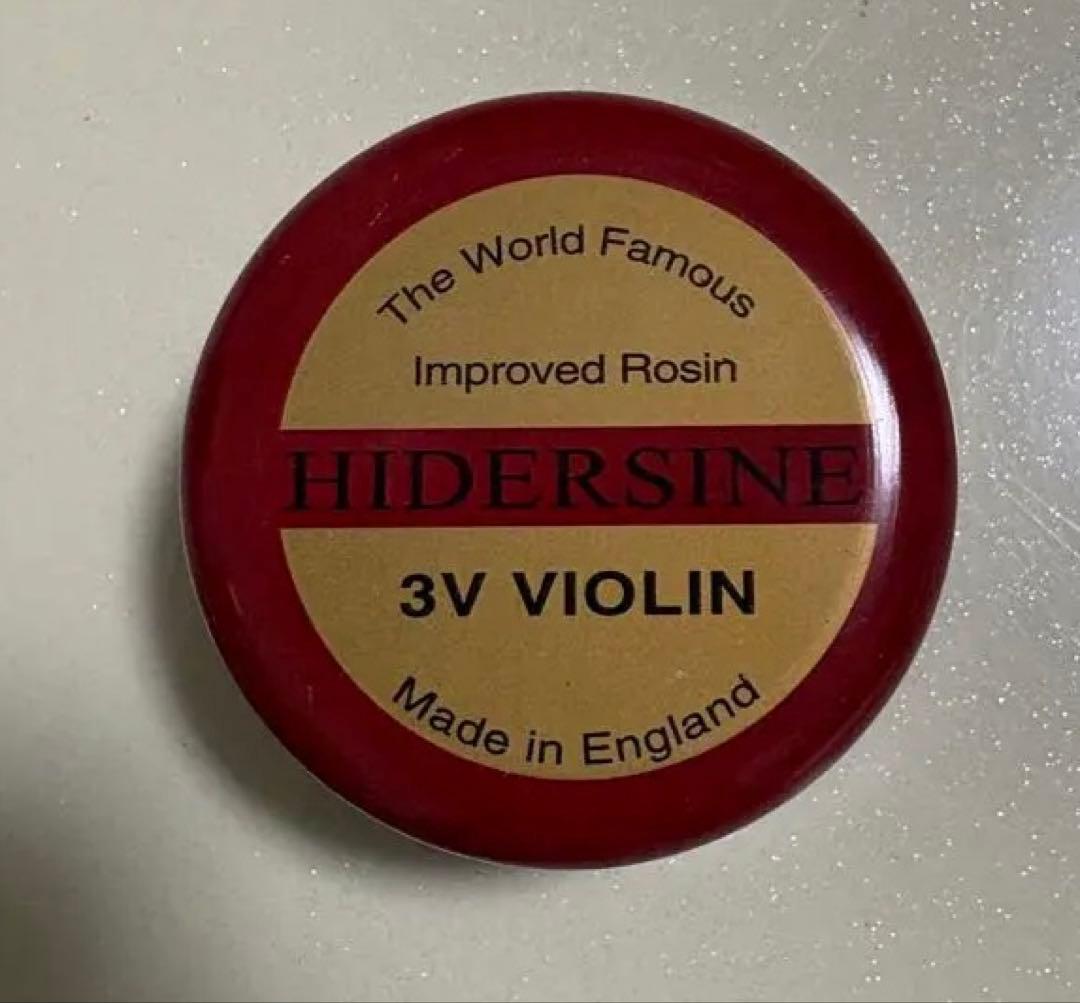 The World Famous
Improved Rosin
HIDERSINE
3V VIOLIN
Made in England